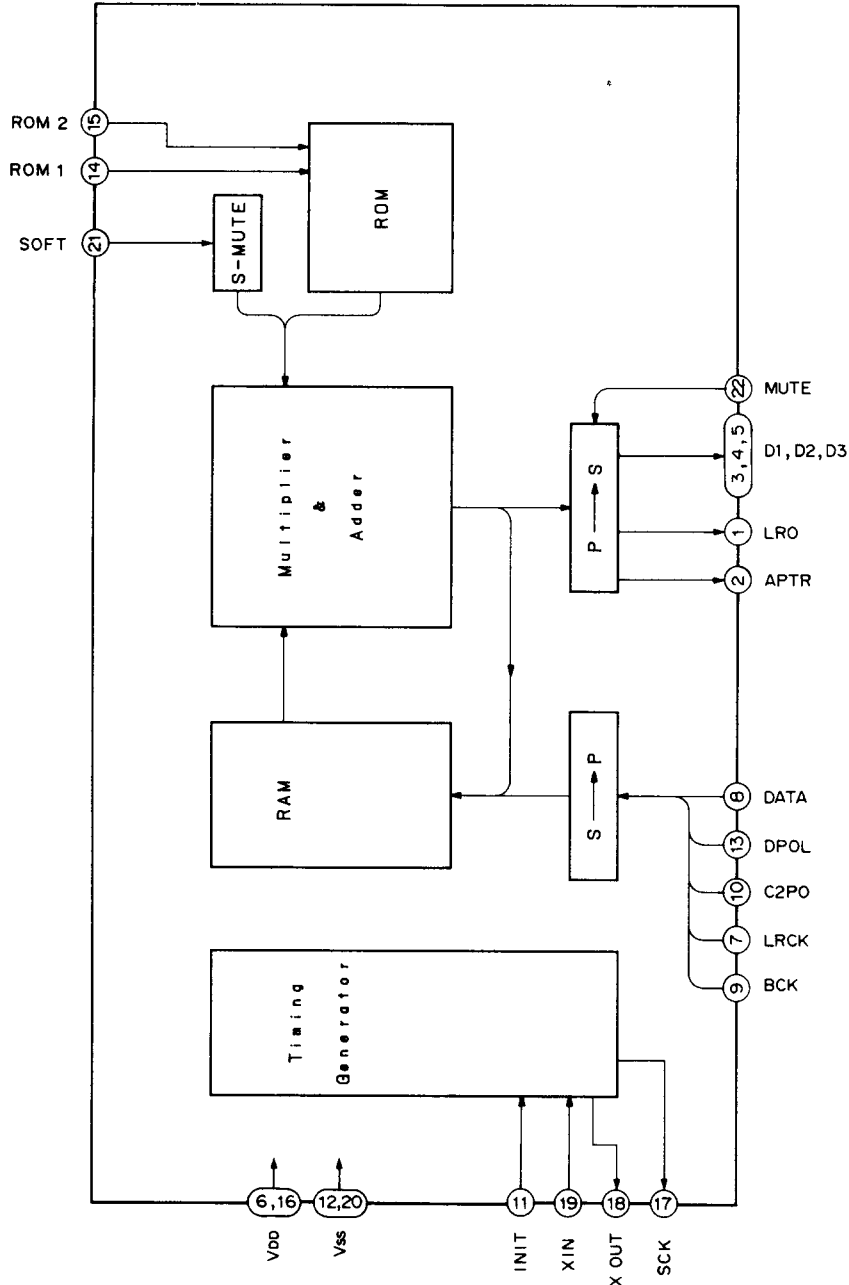 ROM 2
15
ROM 1
14
SOFT
21
S-MUTE
ROM
Multiplier
&
Adder
22
MUTE
3,4,5
D1,D2,D3
P S
1
LRO
2
APTR
RAM
S P
8
DATA
13
DPOL
10
C2PO
7
LRCK
9
BCK
Timing
Generator
6,16
VDD
12,20
VSS
11
INIT
19
XIN
18
X OUT
17
SCK